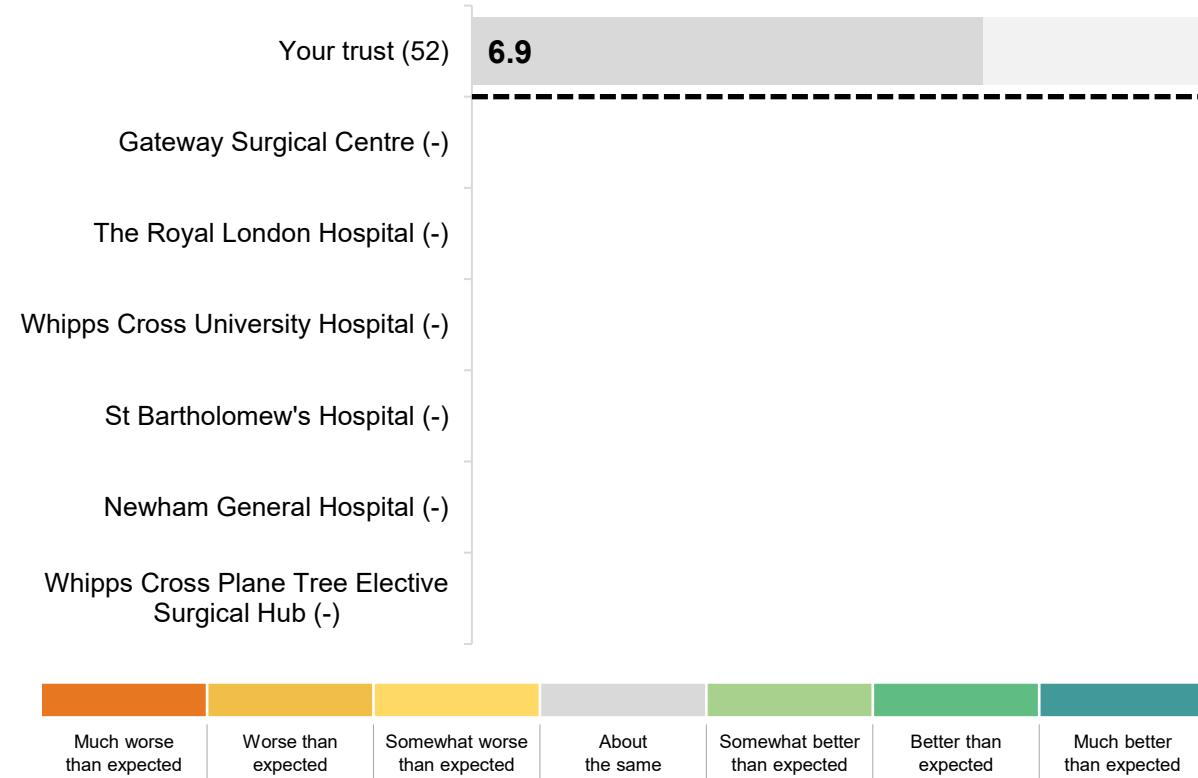 Your trust (52)
6.9
Gateway Surgical Centre (-)
The Royal London Hospital (-)
Whipps Cross University Hospital (-)
St Bartholomew's Hospital (-)
Newham General Hospital (-)
Whipps Cross Plane Tree Elective
Surgical Hub (-)
Much worse
than expected
Worse than
expected
Somewhat worse
than expected
About
the same
Somewhat better
than expected
Better than
expected
Much better
than expected